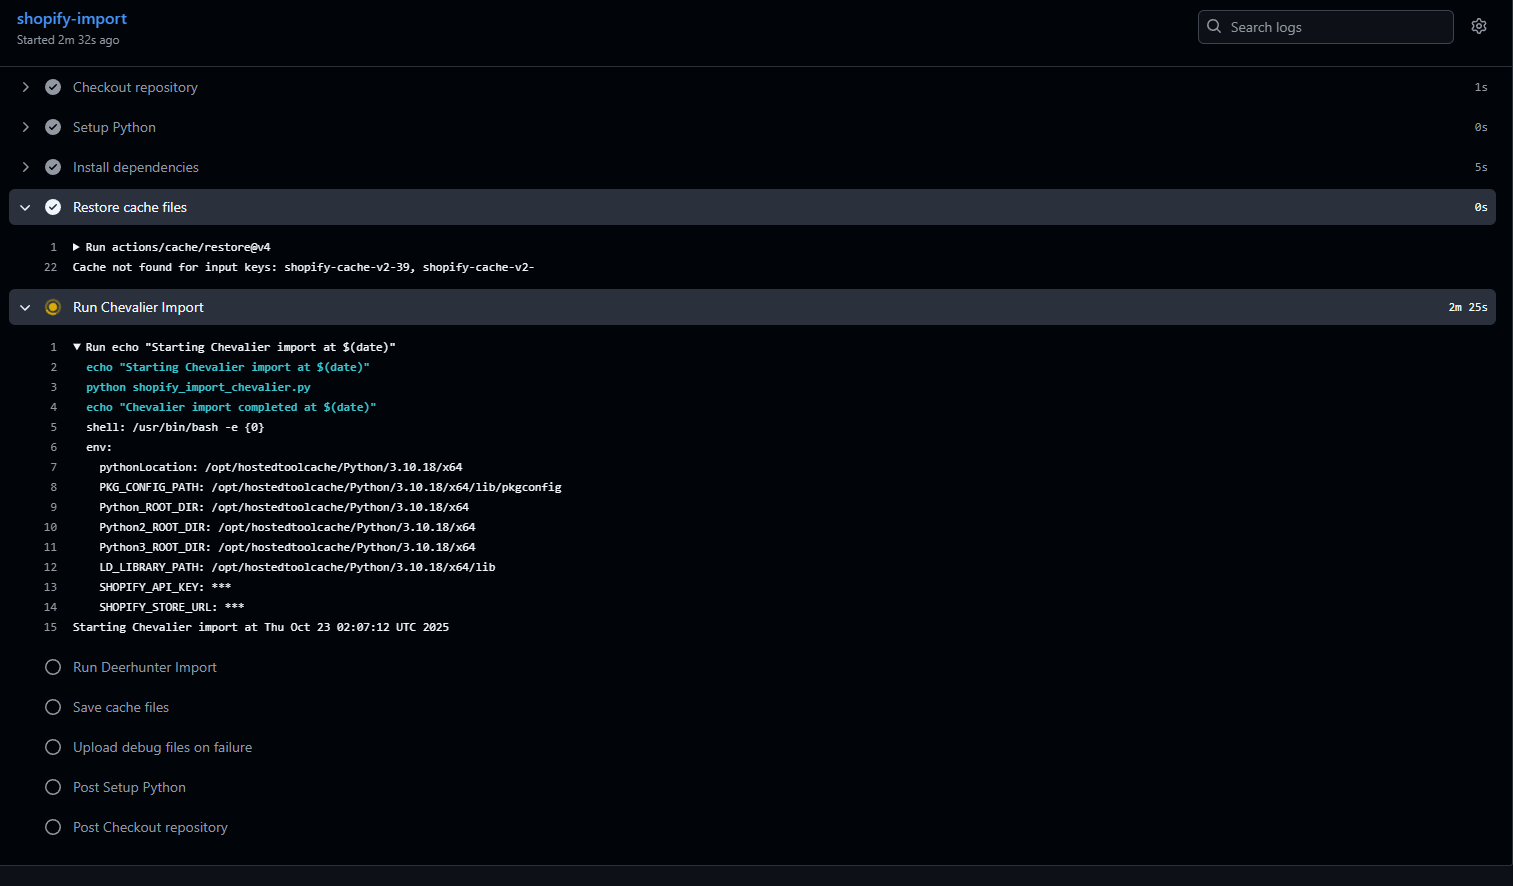 shopify-import
Started 2m 32s ago
Search logs
Checkout repository 1s
Setup Python 0s
Install dependencies 5s
Restore cache files 0s
1 Run actions/cache/restore@v4
22 Cache not found for input keys: shopify-cache-v2-39, shopify-cache-v2-
Run Chevalier Import 2m 25s
1 Run echo "Starting Chevalier import at $(date)"
2 echo "Starting Chevalier import at $(date)"
3 python shopify_import_chevalier.py
4 echo "Chevalier import completed at $(date)"
5 shell: /usr/bin/bash -e {0}
6 env:
7 pythonLocation: /opt/hostedtoolcache/Python/3.10.18/x64
8 PKG_CONFIG_PATH: /opt/hostedtoolcache/Python/3.10.18/x64/lib/pkgconfig
9 Python_ROOT_DIR: /opt/hostedtoolcache/Python/3.10.18/x64
10 Python2_ROOT_DIR: /opt/hostedtoolcache/Python/3.10.18/x64
11 Python3_ROOT_DIR: /opt/hostedtoolcache/Python/3.10.18/x64
12 LD_LIBRARY_PATH: /opt/hostedtoolcache/Python/3.10.18/x64/lib
13 SHOPIFY_API_KEY: ***
14 SHOPIFY_STORE_URL: ***
15 Starting Chevalier import at Thu Oct 23 02:07:12 UTC 2025
Run Deerhunter Import
Save cache files
Upload debug files on failure
Post Setup Python
Post Checkout repository